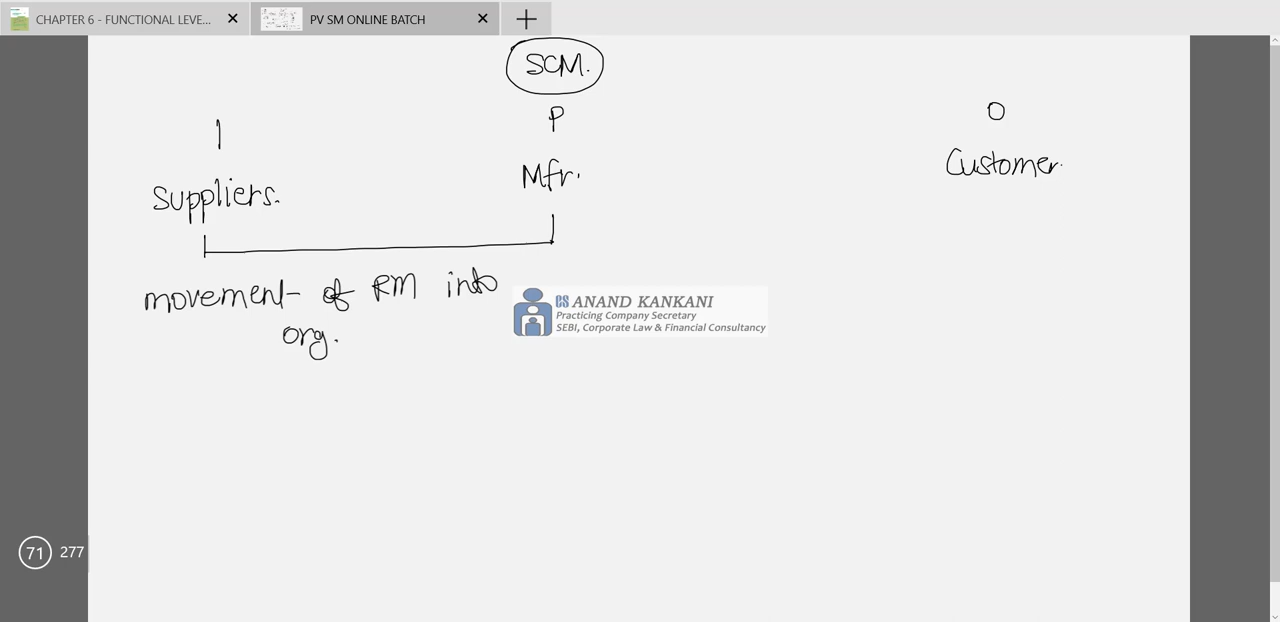 CHAPTER 6 - FUNCTIONAL LEVE...
PV SM ONLINE BATCH
SCM.
I
P
O
Suppliers.
Mfr.
Customer.
movement of RM into
org.
CS ANAND KANKANI
Practicing Company Secretary
SEBI, Corporate Law & Financial Consultancy
71 277